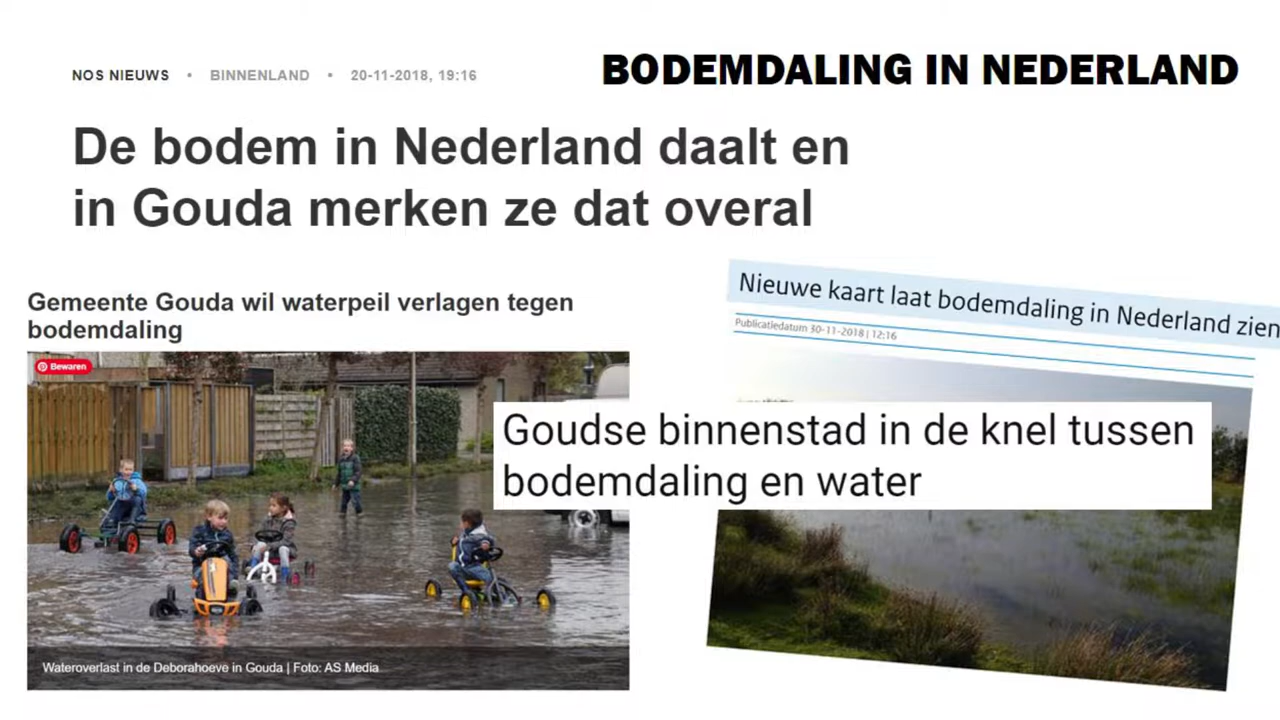 NOS NIEUWS • BINNENLAND • 20-11-2018, 19:16
BODEMDALING IN NEDERLAND
De bodem in Nederland daalt en
in Gouda merken ze dat overal
Gemeente Gouda wil waterpeil verlagen tegen
bodemdaling
Bewaren
Wateroverlast in de Deborahoeve in Gouda | Foto: AS Media
Nieuwe kaart laat bodemdaling in Nederland zien
Publicatiedatum 30-11-2018 | 12:16
Goudse binnenstad in de knel tussen
bodemdaling en water